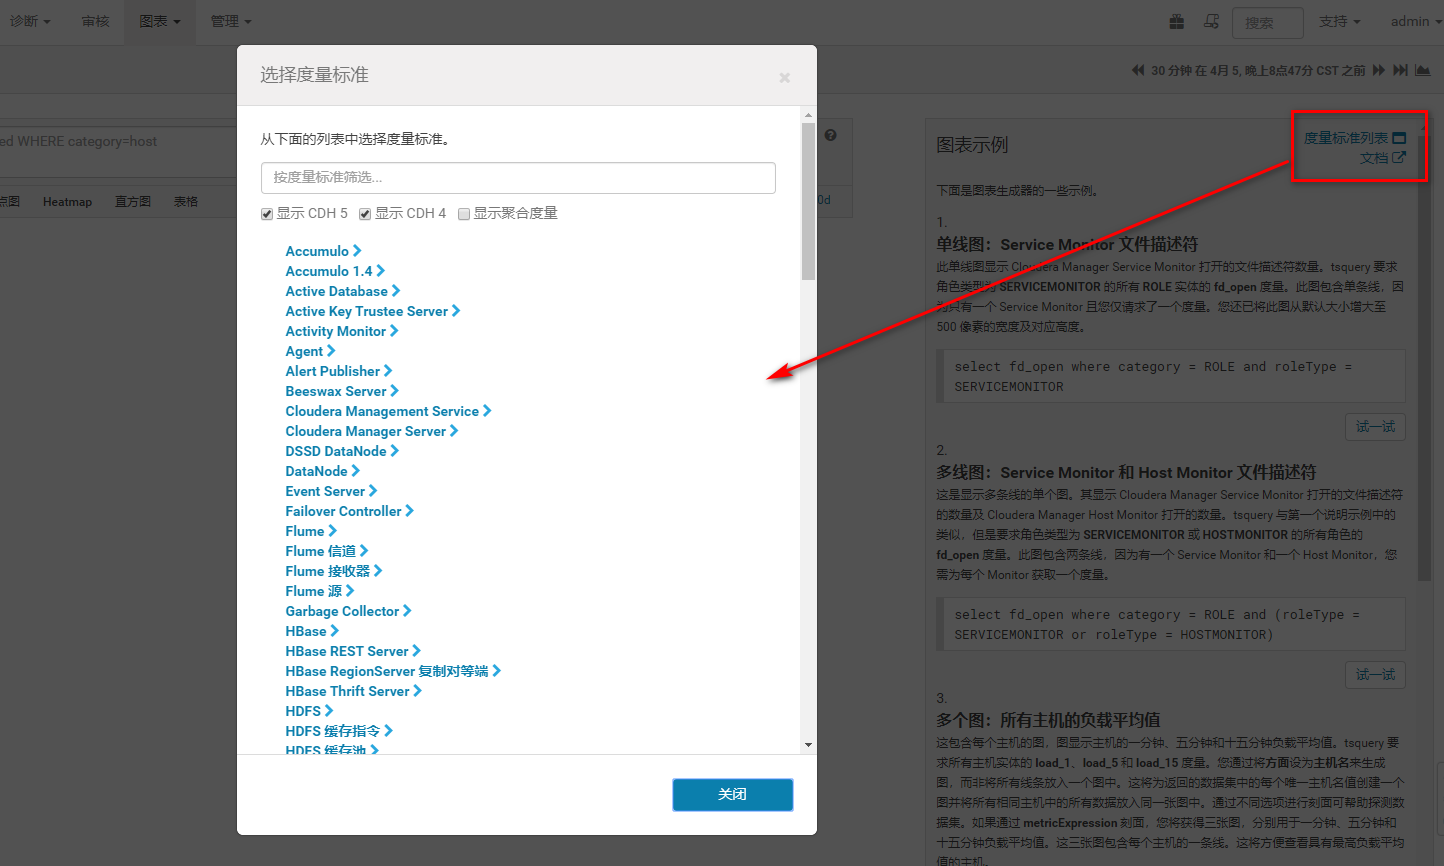 诊断 审核 图表 管理 搜索 支持 admin
30 分钟 在 4月 5, 晚上8点47分 CST 之前
选择度量标准
从下面的列表中选择度量标准。
按度量标准筛选...
显示 CDH 5 显示 CDH 4 显示聚合度量
Accumulo
Accumulo 1.4
Active Database
Active Key Trustee Server
Activity Monitor
Agent
Alert Publisher
Beeswax Server
Cloudera Management Service
Cloudera Manager Server
DSSD DataNode
DataNode
Event Server
Failover Controller
Flume
Flume 信道
Flume 接收器
Flume 源
Garbage Collector
HBase
HBase REST Server
HBase RegionServer 复制对等端
HBase Thrift Server
HDFS
HDFS 缓存指令
HDFS 缓存池
关闭
ed WHERE category=host
点图 Heatmap 直方图 表格
0d
图表示例
度量标准列表
文档
下面是图表生成器的一些示例。
1.
单线图：Service Monitor 文件描述符
此单线图显示 Cloudera Manager Service Monitor 打开的文件描述符数量。tsquery 要求
角色类型为 SERVICEMONITOR 的所有 ROLE 实体的 fd_open 度量。此图包含单条线，因
为只有一个 Service Monitor 且您仅请求了一个度量。您还已将此图从默认大小增大至
500 像素的宽度及对应高度。
select fd_open where category = ROLE and roleType =
SERVICEMONITOR
试一试
2.
多线图：Service Monitor 和 Host Monitor 文件描述符
这是显示多条线的单个图。其显示 Cloudera Manager Service Monitor 打开的文件描述符
的数量及 Cloudera Manager Host Monitor 打开的数量。tsquery 与第一个说明示例中的
类似，但是要求角色类型为 SERVICEMONITOR 或 HOSTMONITOR 的所有角色的
fd_open 度量。此图包含两条线，因为有一个 Service Monitor 和一个 Host Monitor，您
需为每个 Monitor 获取一个度量。
select fd_open where category = ROLE and (roleType =
SERVICEMONITOR or roleType = HOSTMONITOR)
试一试
3.
多个图：所有主机的负载平均值
这包含每个主机的图，图显示主机的一分钟、五分钟和十五分钟负载平均值。tsquery 要
求所有主机实体的 load_1、load_5 和 load_15 度量。您通过将方面设为主机名来生成
图，而非将所有线条放入一个图中。这将为返回的数据集中的每个唯一主机名值创建一个
图并将所有相同主机中的所有数据放入同一张图中。通过不同选项进行刻面可帮助探测数
据集。如果通过 metricExpression 刻面，您将获得三张图，分别用于一分钟、五分钟和
十五分钟负载平均值。这三张图包含每个主机的一条线。这将方便查看具有最高负载平均
值的主机。